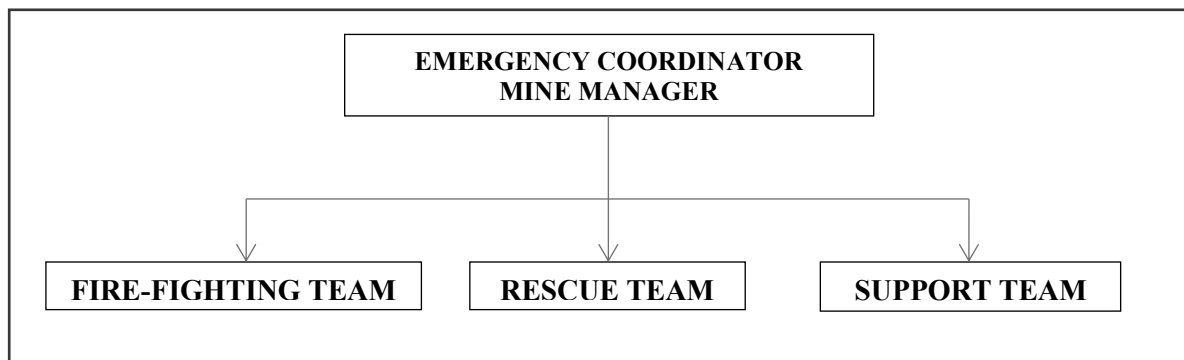 EMERGENCY COORDINATOR
MINE MANAGER
FIRE-FIGHTING TEAM
RESCUE TEAM
SUPPORT TEAM